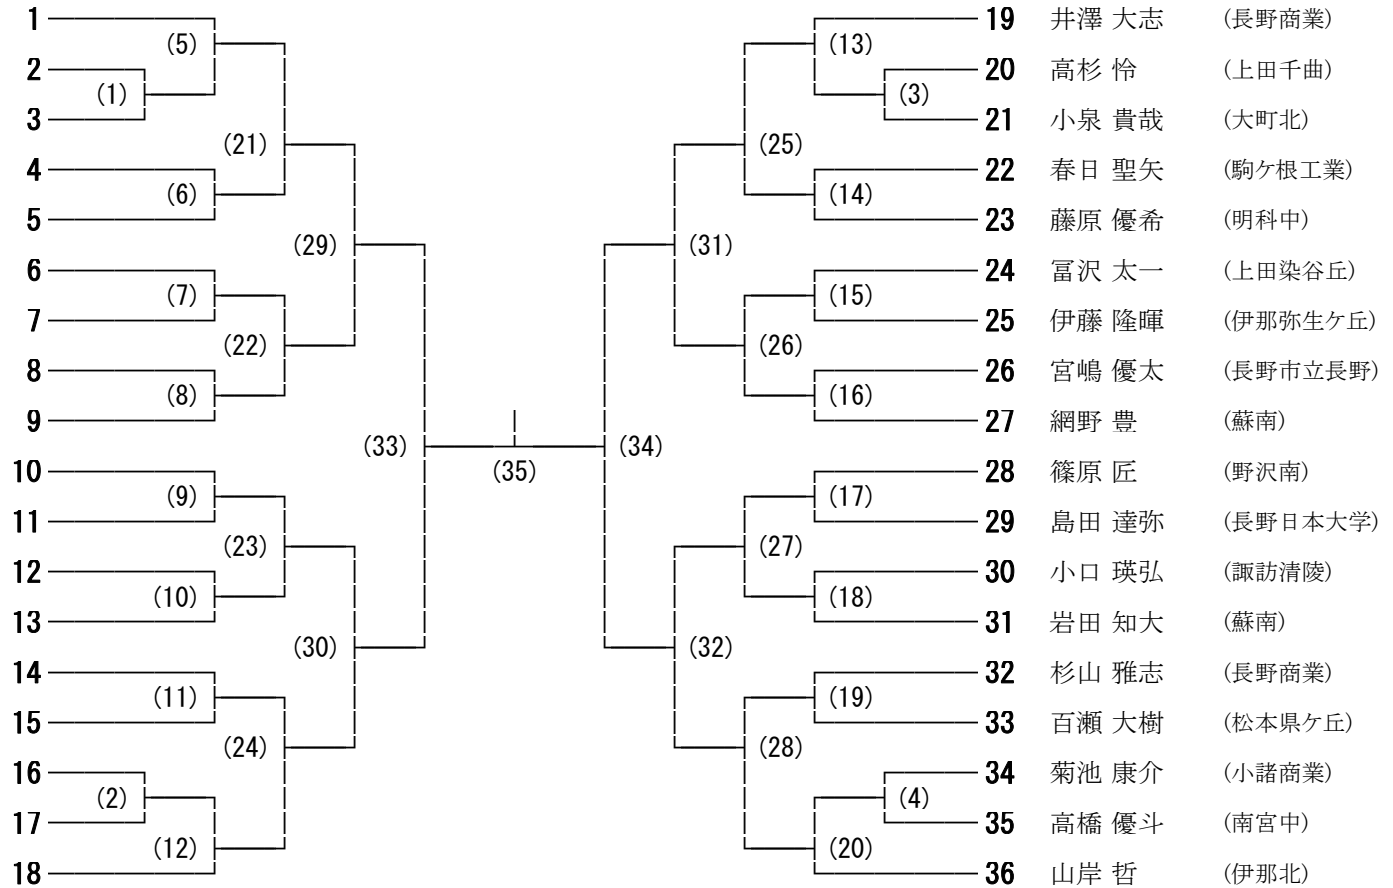 1 19 井澤 大志 (長野商業)
(5) (13)
2 20 高杉 怜 (上田千曲)
(1) (3)
3 21 小泉 貴哉 (大町北)
(21) (25)
4 22 春日 聖矢 (駒ケ根工業)
(6) (14)
5 23 藤原 優希 (明科中)
(29) (31)
6 24 冨沢 太一 (上田染谷丘)
(7) (15)
7 25 伊藤 隆暉 (伊那弥生ケ丘)
(22) (26)
8 26 宮嶋 優太 (長野市立長野)
(8) (16)
9 27 網野 豊 (蘇南)
(33) (34)
10 (35) 28 篠原 匠 (野沢南)
(9) (17)
11 29 島田 達弥 (長野日本大学)
(23) (27)
12 30 小口 瑛弘 (諏訪清陵)
(10) (18)
13 31 岩田 知大 (蘇南)
(30) (32)
14 32 杉山 雅志 (長野商業)
(11) (19)
15 33 百瀬 大樹 (松本県ケ丘)
(24) (28)
16 34 菊池 康介 (小諸商業)
(2) (4)
17 35 高橋 優斗 (南宮中)
(12) (20)
18 36 山岸 哲 (伊那北)